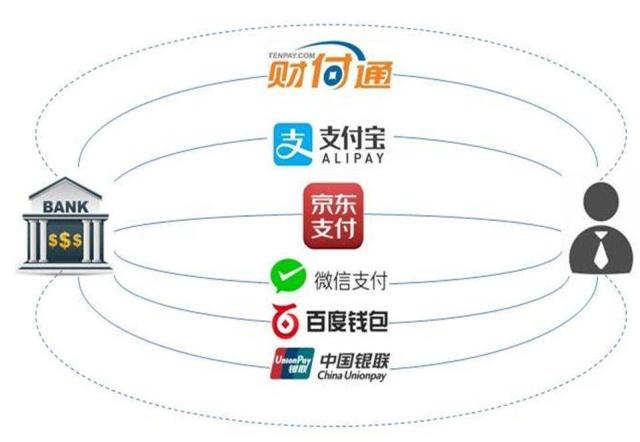 TENPAY.COM
财付通
支 支付宝
ALIPAY
BANK
$$$
京东
支付
微信支付
百度钱包
UnionPay 中国银联
银联 China Unionpay